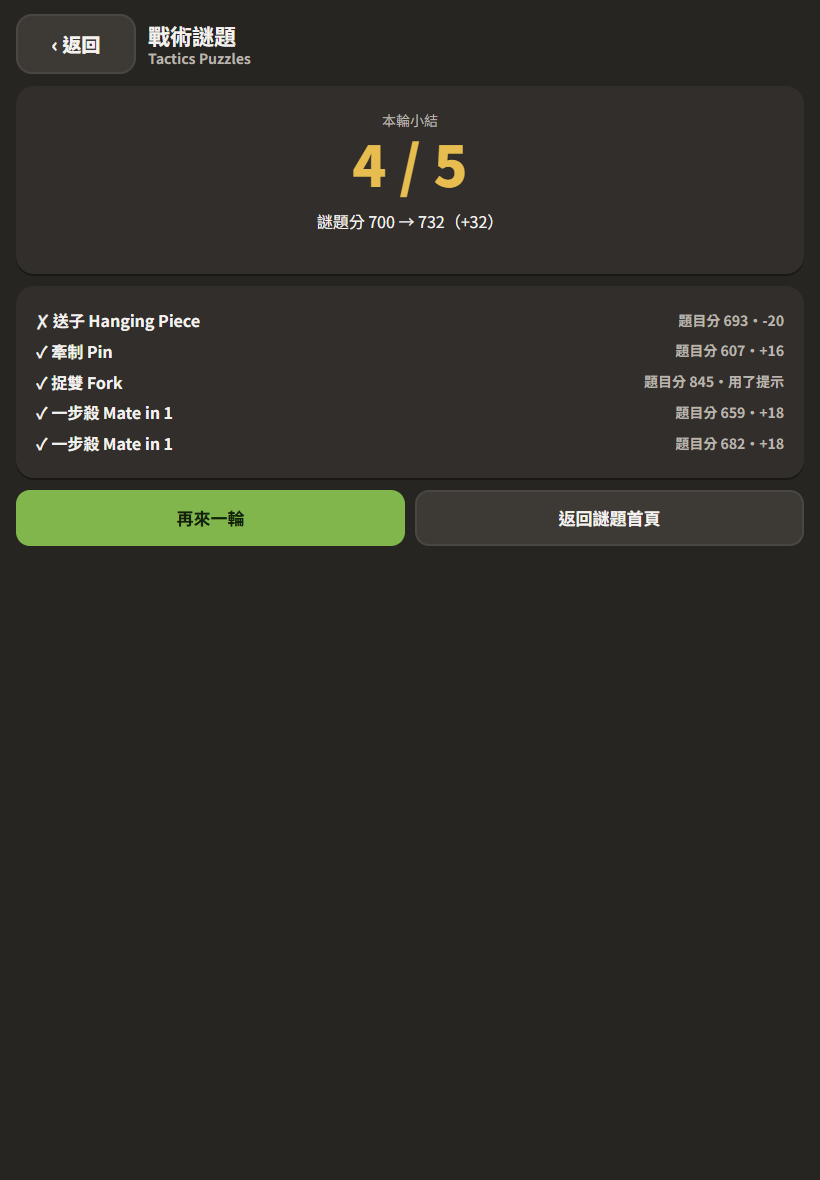 ‹ 返回
戰術謎題
Tactics Puzzles
本輪小結
4 / 5
謎題分 700 → 732（+32）
✗ 送子 Hanging Piece 題目分 693・-20
✓ 牽制 Pin 題目分 607・+16
✓ 捉雙 Fork 題目分 845・用了提示
✓ 一步殺 Mate in 1 題目分 659・+18
✓ 一步殺 Mate in 1 題目分 682・+18
再來一輪
返回謎題首頁